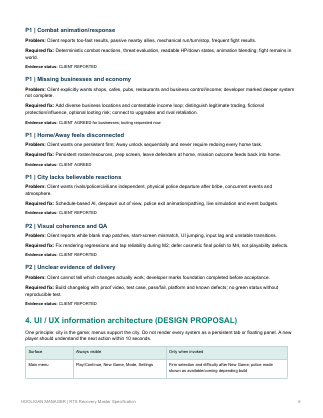 P1 | Combat animation/response
Problem: Client reports too-fast results, passive nearby allies, mechanical run/turn/stop, frequent fight results.
Required fix: Deterministic combat reactions; threat evaluation; readable HP/down states; animation blending; fight remains in
world.
Evidence status: CLIENT REPORTED
P1 | Missing businesses and economy
Problem: Client explicitly wants shops, cafes, pubs, restaurants and business control/income; developer marked deeper system
not complete.
Required fix: Add diverse business locations and contestable income loop; distinguish legitimate trading, fictional
protection/influence, optional looting risk; connect to upgrades and retaliation.
Evidence status: CLIENT AGREED for businesses; looting requested now
P1 | Home/Away feels disconnected
Problem: Client wants one persistent firm; Away unlock sequentially and never require redoing every home task.
Required fix: Persistent roster/resources, prep screen, leave defenders at home, mission outcome feeds back into home.
Evidence status: CLIENT AGREED
P1 | City lacks believable reactions
Problem: Client wants rivals/police/civilians independent, physical police departure after bribe, concurrent events and
atmosphere.
Required fix: Schedule-based AI, despawn out of view, police exit animation/pathing, live simulation and event budgets.
Evidence status: CLIENT REPORTED
P2 | Visual coherence and QA
Problem: Client reports white blank map patches, start-screen mismatch, UI jumping, input lag and unstable transitions.
Required fix: Fix rendering regressions and tap reliability during M2; defer cosmetic final polish to M4, not playability defects.
Evidence status: CLIENT REPORTED
P2 | Unclear evidence of delivery
Problem: Client cannot tell which changes actually work; developer marks foundation completed before acceptance.
Required fix: Build changelog with proof video, test case, pass/fail, platform and known defects; no green status without
reproducible test.
Evidence status: CLIENT REPORTED
4. UI / UX information architecture (DESIGN PROPOSAL)
One principle: city is the game; menus support the city. Do not render every system as a persistent tab or floating panel. A new
player should understand the next action within 10 seconds.
Surface Always visible Only when invoked
Main menu Play/Continue, New Game, Mode, Settings Firm selection and difficulty after New Game; police mode
shown as available/coming depending build
HOOLIGAN MANAGER | RTS Recovery Master Specification